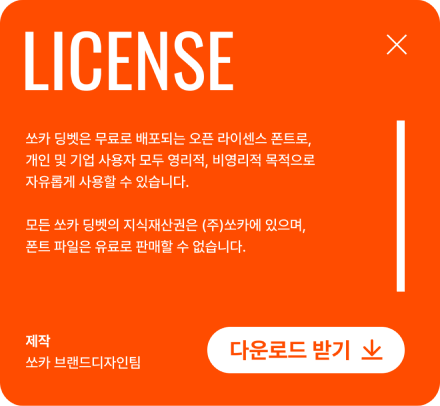 LICENSE
쏘카 딩벳은 무료로 배포되는 오픈 라이센스 폰트로,
개인 및 기업 사용자 모두 영리적, 비영리적 목적으로
자유롭게 사용할 수 있습니다.
모든 쏘카 딩벳의 지식재산권은 (주)쏘카에 있으며,
폰트 파일은 유료로 판매할 수 없습니다.
제작
쏘카 브랜드디자인팀
다운로드 받기